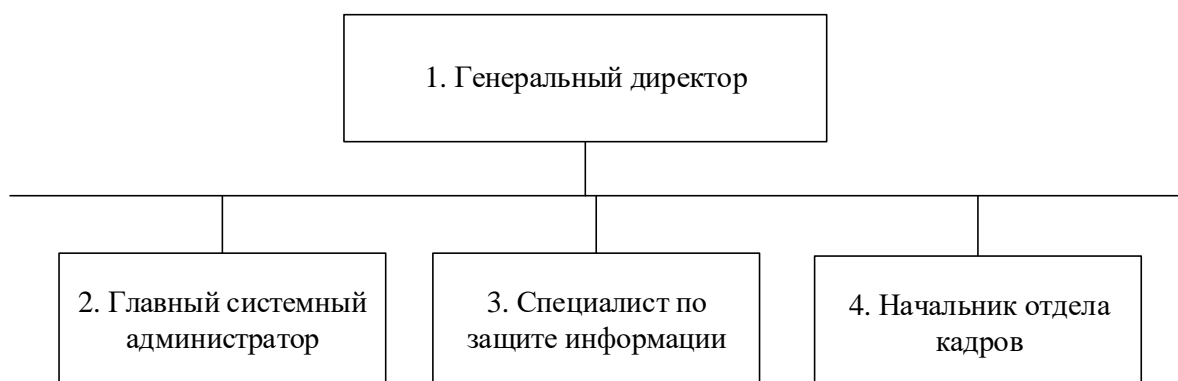 1. Генеральный директор
2. Главный системный
администратор
3. Специалист по
защите информации
4. Начальник отдела
кадров